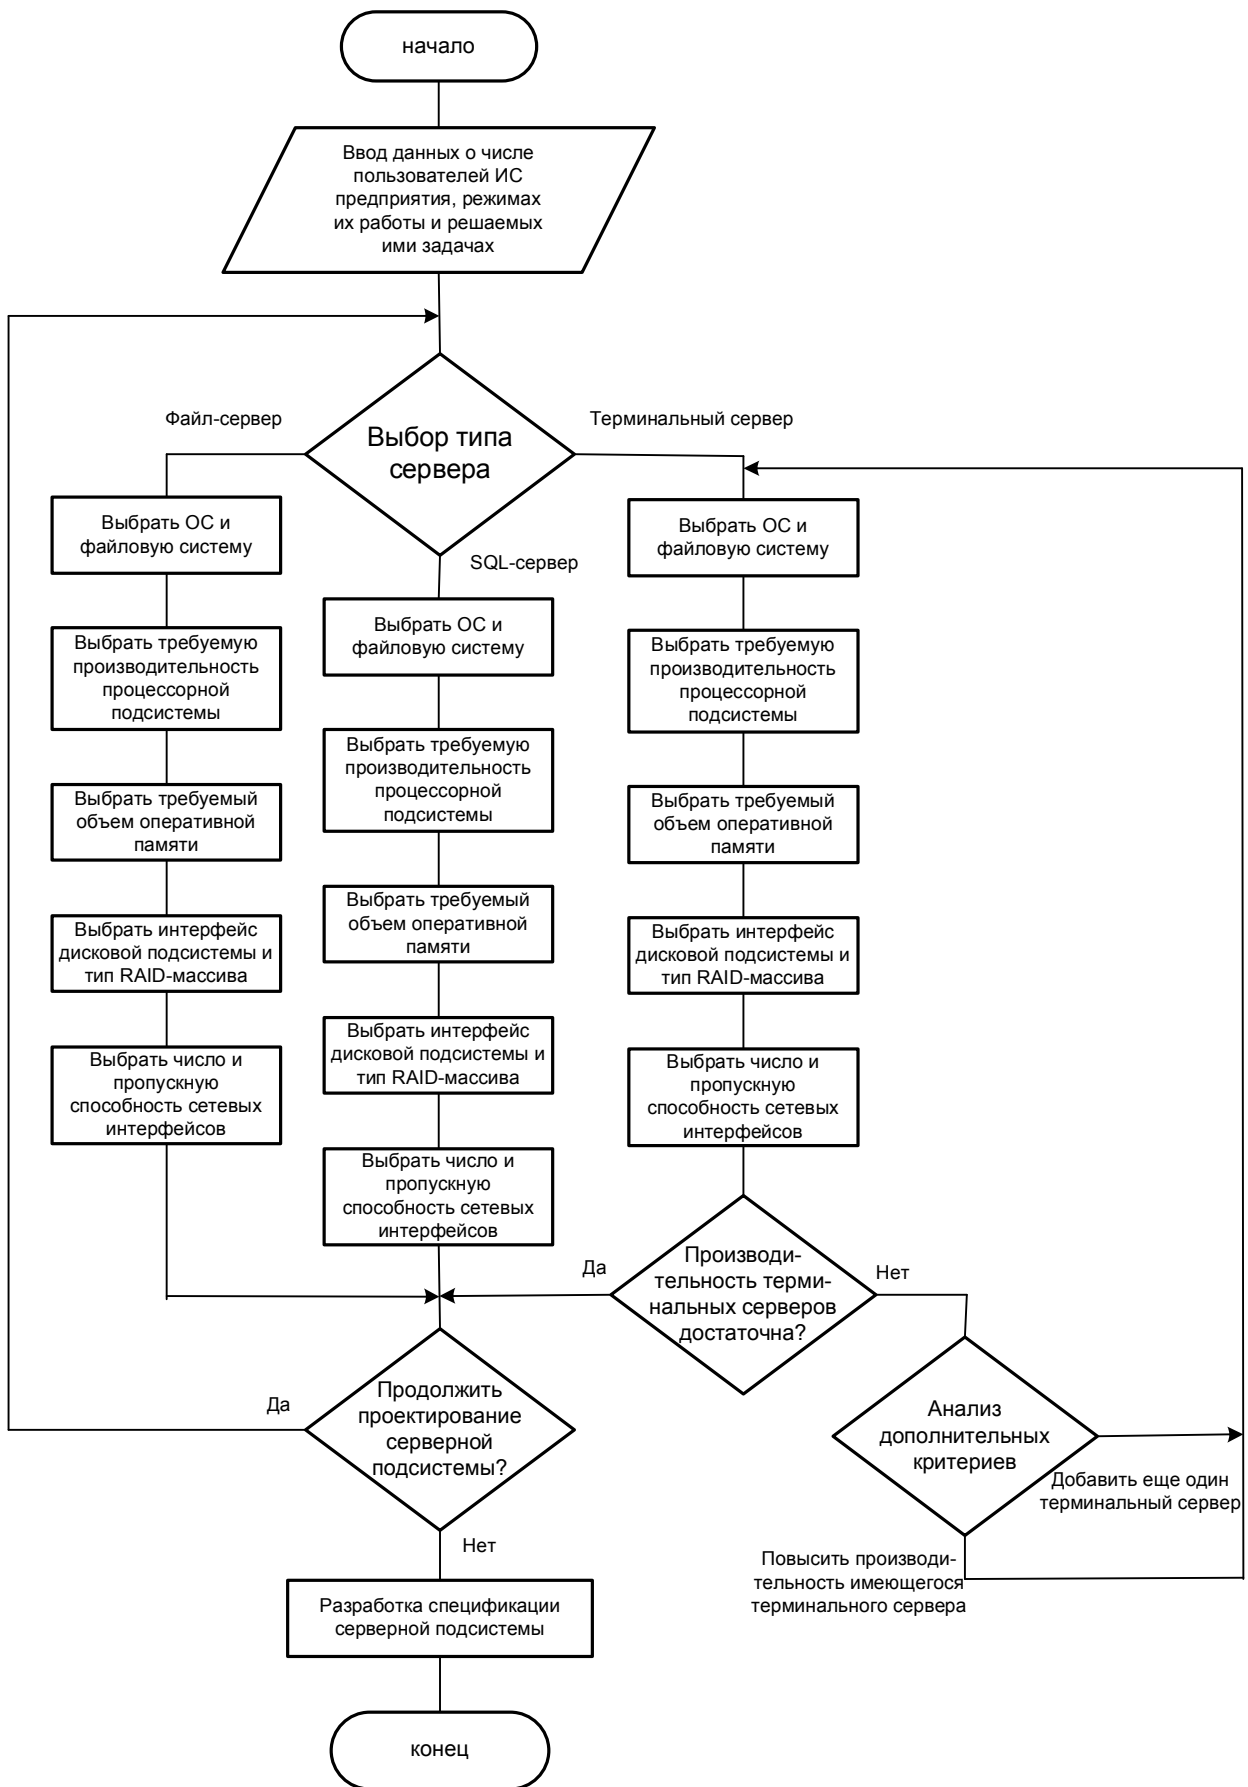 начало
Ввод данных о числе
пользователей ИС
предприятия, режимах
их работы и решаемых
ими задачах
Файл-сервер
Выбор типа
сервера
Терминальный сервер
SQL-сервер
Выбрать ОС и
файловую систему
Выбрать требуемую
производительность
процессорной
подсистемы
Выбрать требуемый
объем оперативной
памяти
Выбрать интерфейс
дисковой подсистемы и
тип RAID-массива
Выбрать число и
пропускную
способность сетевых
интерфейсов
Выбрать ОС и
файловую систему
Выбрать требуемую
производительность
процессорной
подсистемы
Выбрать требуемый
объем оперативной
памяти
Выбрать интерфейс
дисковой подсистемы и
тип RAID-массива
Выбрать число и
пропускную
способность сетевых
интерфейсов
Выбрать ОС и
файловую систему
Выбрать требуемую
производительность
процессорной
подсистемы
Выбрать требуемый
объем оперативной
памяти
Выбрать интерфейс
дисковой подсистемы и
тип RAID-массива
Выбрать число и
пропускную
способность сетевых
интерфейсов
Да
Производи-
тельность терми-
нальных серверов
достаточна?
Нет
Да
Продолжить
проектирование
серверной
подсистемы?
Анализ
дополнительных
критериев
Добавить еще один
терминальный сервер
Нет
Повысить производи-
тельность имеющегося
терминального сервера
Разработка спецификации
серверной подсистемы
конец